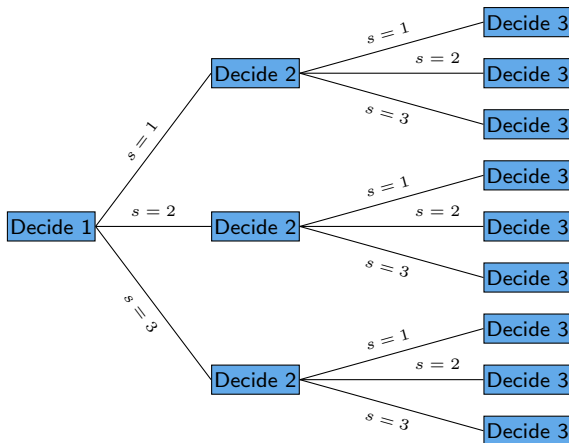 Decide 3
s = 1
Decide 2
s = 2
Decide 3
s = 3
Decide 3
s = 1
Decide 3
s = 1
Decide 1
s = 2
Decide 2
s = 2
Decide 3
s = 3
Decide 3
s = 3
Decide 3
s = 1
Decide 2
s = 2
Decide 3
s = 3
Decide 3